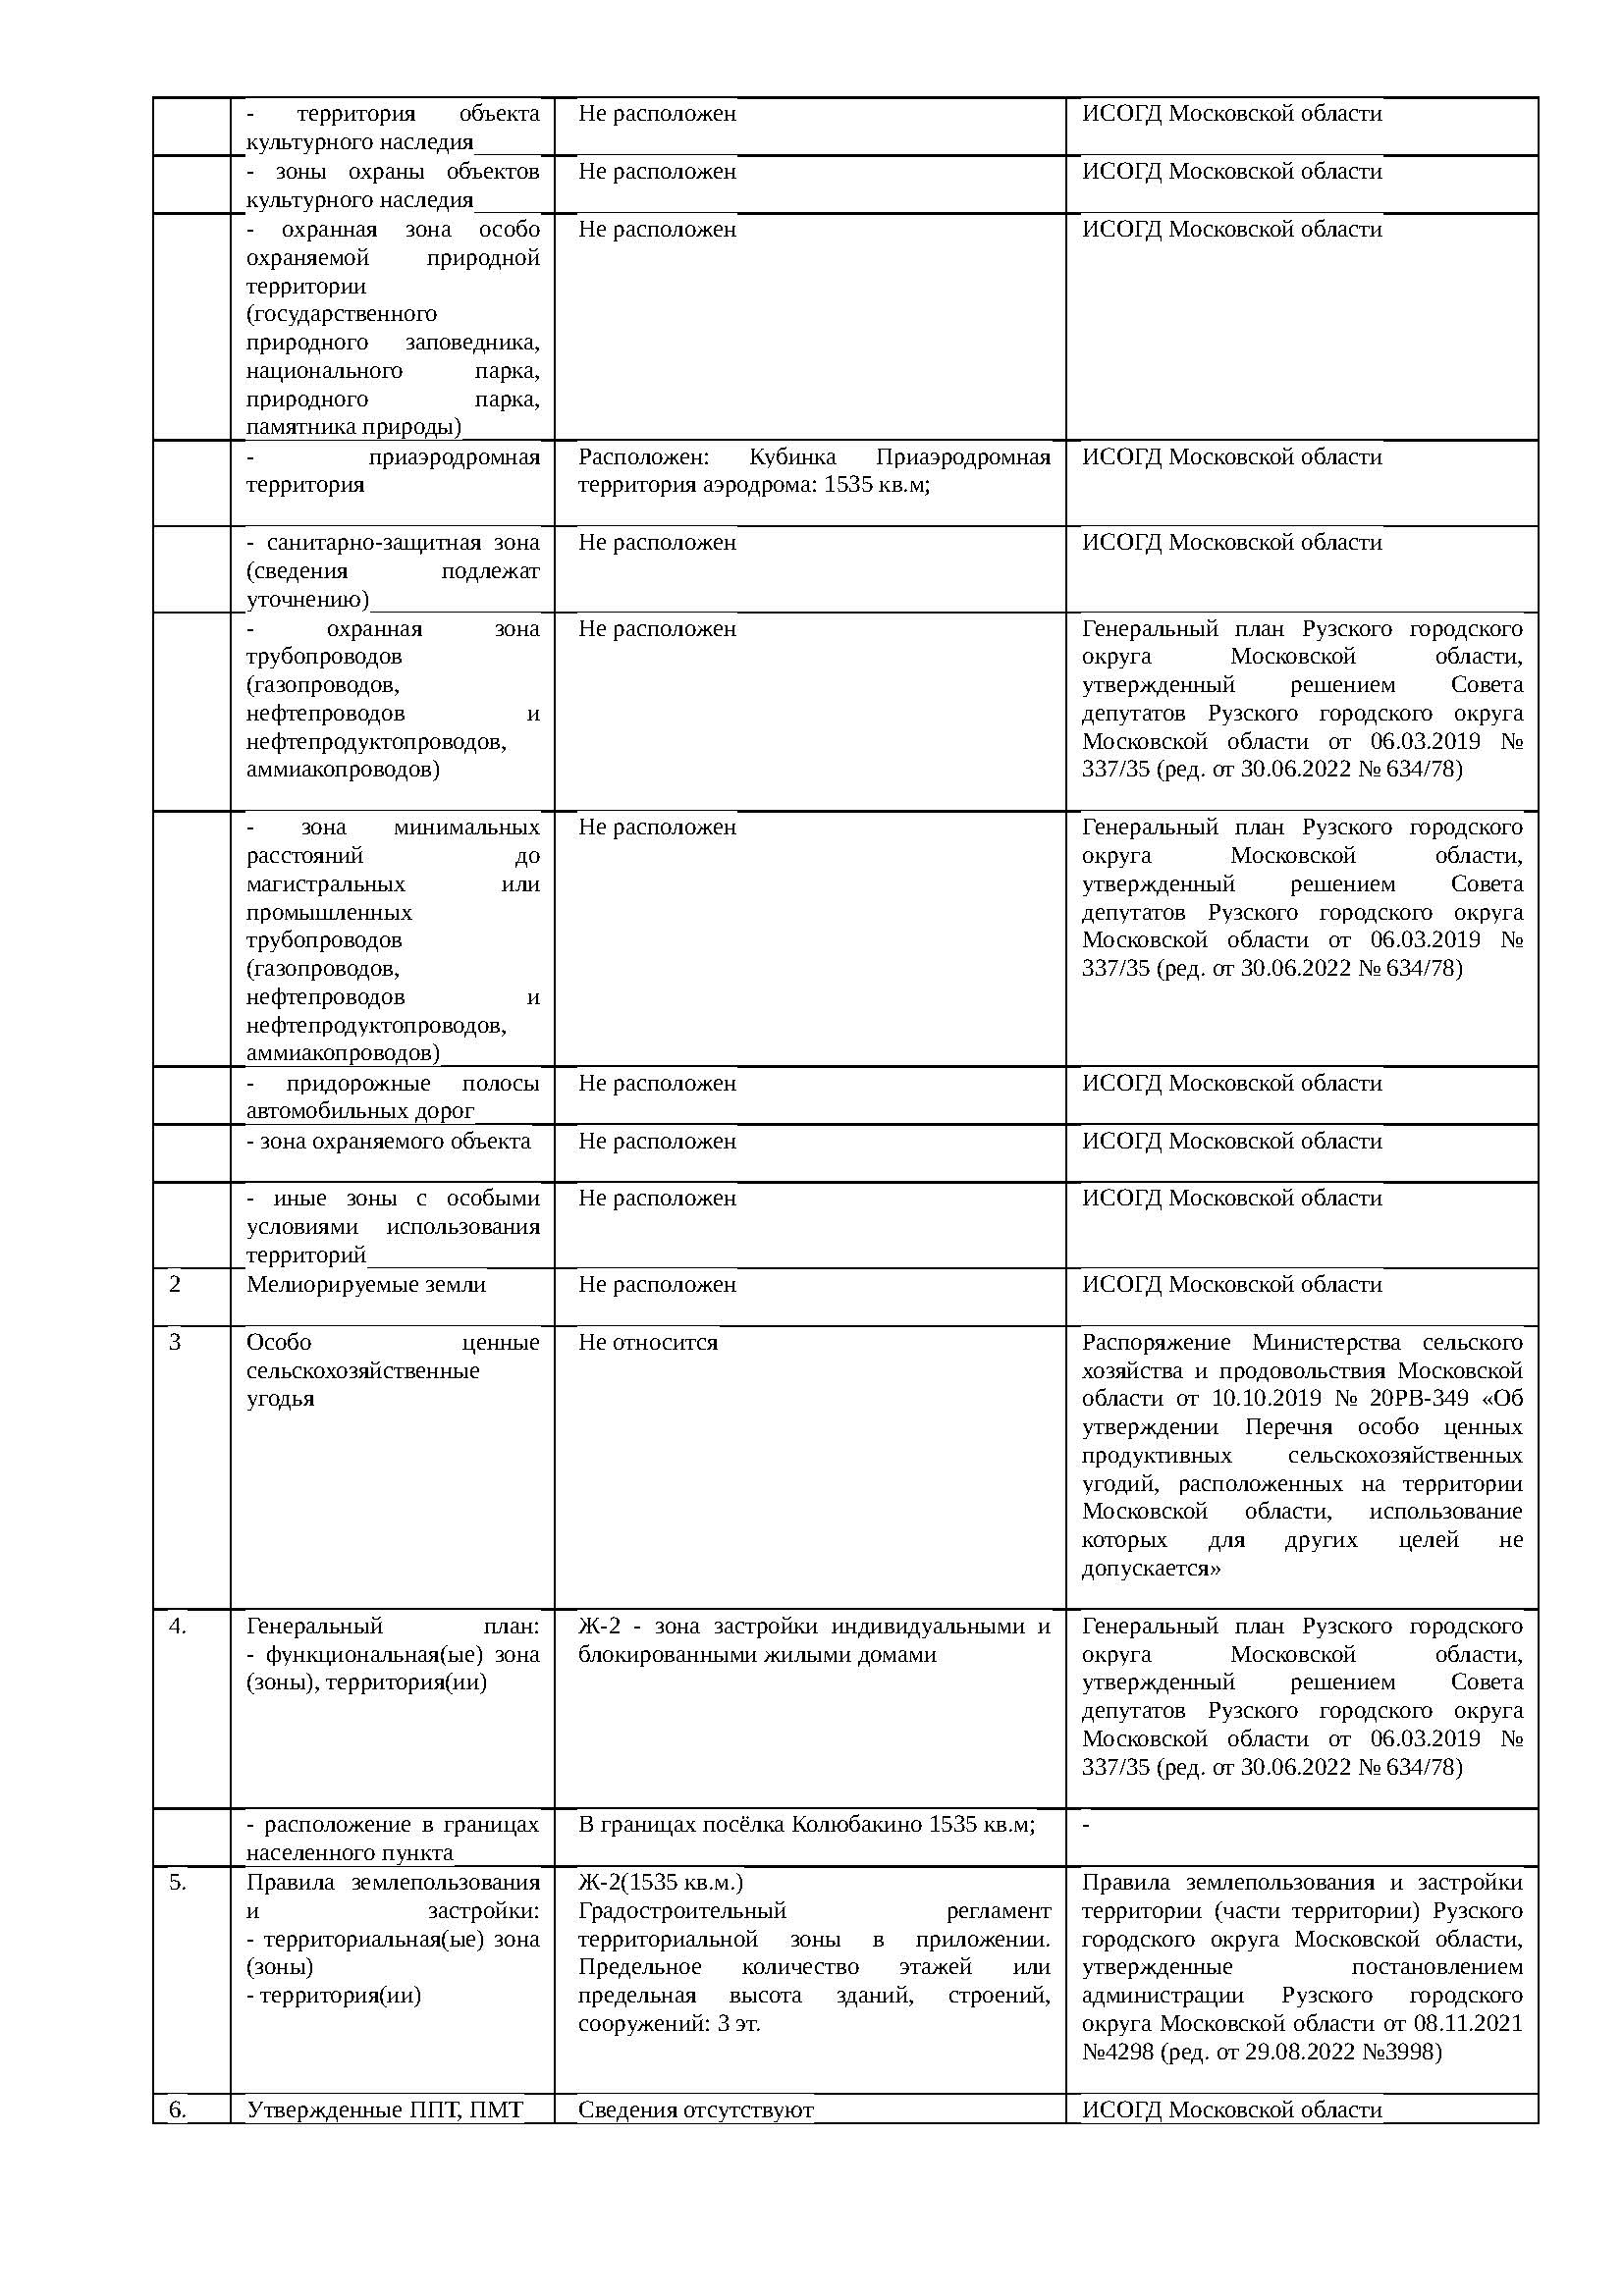 - территория объекта
культурного наследия
Не расположен
ИСОГД Московской области
- зоны охраны объектов
культурного наследия
Не расположен
ИСОГД Московской области
- охранная зона особо
охраняемой природной
территории
(государственного
природного заповедника,
национального парка,
природного парка,
памятника природы)
Не расположен
ИСОГД Московской области
- приаэродромная
территория
Расположен: Кубинка Приаэродромная
территория аэродрома: 1535 кв.м;
ИСОГД Московской области
- санитарно-защитная зона
(сведения подлежат
уточнению)
Не расположен
ИСОГД Московской области
- охранная зона
трубопроводов
(газопроводов,
нефтепроводов и
нефтепродуктопроводов,
аммиакопроводов)
Не расположен
Генеральный план Рузского городского
округа Московской области,
утвержденный решением Совета
депутатов Рузского городского округа
Московской области от 06.03.2019 №
337/35 (ред. от 30.06.2022 № 634/78)
- зона минимальных
расстояний до
магистральных или
промышленных
трубопроводов
(газопроводов,
нефтепроводов и
нефтепродуктопроводов,
аммиакопроводов)
Не расположен
Генеральный план Рузского городского
округа Московской области,
утвержденный решением Совета
депутатов Рузского городского округа
Московской области от 06.03.2019 №
337/35 (ред. от 30.06.2022 № 634/78)
- придорожные полосы
автомобильных дорог
Не расположен
ИСОГД Московской области
- зона охраняемого объекта
Не расположен
ИСОГД Московской области
- иные зоны с особыми
условиями использования
территорий
Не расположен
ИСОГД Московской области
2
Мелиорируемые земли
Не расположен
ИСОГД Московской области
3
Особо ценные
сельскохозяйственные
угодья
Не относится
Распоряжение Министерства сельского
хозяйства и продовольствия Московской
области от 10.10.2019 № 20РВ-349 «Об
утверждении Перечня особо ценных
продуктивных сельскохозяйственных
угодий, расположенных на территории
Московской области, использование
которых для других целей не
допускается»
4.
Генеральный план:
- функциональная(ые) зона
(зоны), территория(ии)
Ж-2 - зона застройки индивидуальными и
блокированными жилыми домами
Генеральный план Рузского городского
округа Московской области,
утвержденный решением Совета
депутатов Рузского городского округа
Московской области от 06.03.2019 №
337/35 (ред. от 30.06.2022 № 634/78)
- расположение в границах
населенного пункта
В границах посёлка Колюбакино 1535 кв.м;
-
5.
Правила землепользования
и застройки:
- территориальная(ые) зона
(зоны)
- территория(ии)
Ж-2(1535 кв.м.)
Градостроительный регламент
территориальной зоны в приложении.
Предельное количество этажей или
предельная высота зданий, строений,
сооружений: 3 эт.
Правила землепользования и застройки
территории (части территории) Рузского
городского округа Московской области,
утвержденные постановлением
администрации Рузского городского
округа Московской области от 08.11.2021
№4298 (ред. от 29.08.2022 №3998)
6.
Утвержденные ППТ, ПМТ
Сведения отсутствуют
ИСОГД Московской области